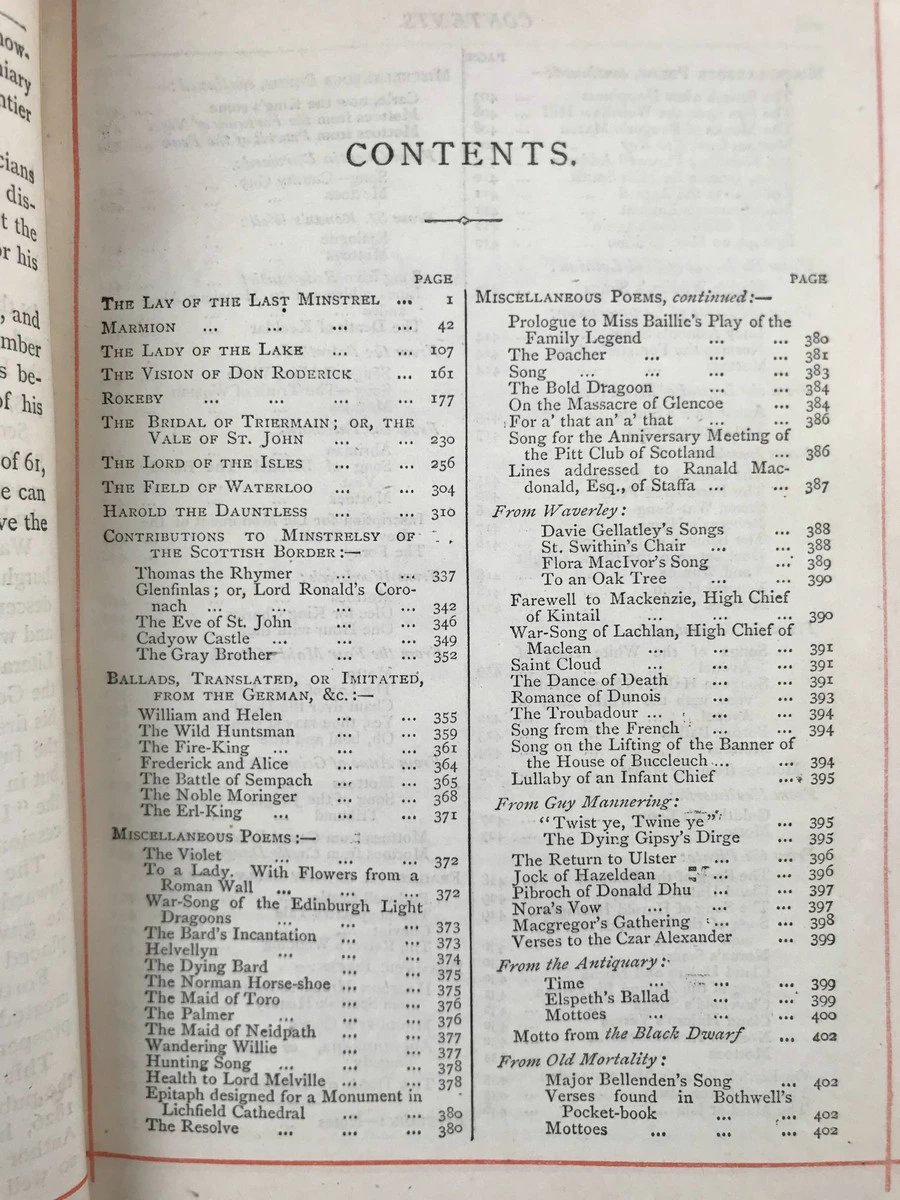 now-
niary
ntier
cians
dis-
t the
or his
, and
mber
s be-
of his
of 61,
e can
ve the
CONTENTS.
PAGE
THE LAY OF THE LAST MINSTREL ... 1
MARMION ... ... ... ... 42
THE LADY OF THE LAKE ... ... 107
THE VISION OF DON RODERICK ... 161
ROKEBY ... ... ... ... 177
THE BRIDAL OF TRIERMAIN; OR, THE
VALE OF ST. JOHN ... ... 230
THE LORD OF THE ISLES ... ... 256
THE FIELD OF WATERLOO ... ... 304
HAROLD THE DAUNTLESS ... ... 310
CONTRIBUTIONS TO MINSTRELSY OF
THE SCOTTISH BORDER:—
Thomas the Rhymer ... ... 337
Glenfinlas; or, Lord Ronald's Coro-
nach ... ... ... ... 342
The Eve of St. John ... ... 346
Cadyow Castle ... ... ... 349
The Gray Brother ... ... 352
BALLADS, TRANSLATED, OR IMITATED,
FROM THE GERMAN, &C.:—
William and Helen ... ... 355
The Wild Huntsman ... ... 359
The Fire-King ... ... ... 361
Frederick and Alice ... ... 364
The Battle of Sempach ... ... 365
The Noble Moringer ... ... 368
The Erl-King ... ... ... 371
MISCELLANEOUS POEMS:—
The Violet ... ... ... 372
To a Lady. With Flowers from a
Roman Wall ... ... ... 372
War-Song of the Edinburgh Light
Dragoons ... ... ... 373
The Bard's Incantation ... ... 373
Helvellyn ... ... ... 374
The Dying Bard ... ... 375
The Norman Horse-shoe ... ... 375
The Maid of Toro ... ... 376
The Palmer ... ... ... 376
The Maid of Neidpath ... ... 377
Wandering Willie ... ... 377
Hunting Song ... ... ... 378
Health to Lord Melville ... ... 378
Epitaph designed for a Monument in
Lichfield Cathedral ... ... 380
The Resolve ... ... ... 380
PAGE
MISCELLANEOUS POEMS, continued:—
Prologue to Miss Baillie's Play of the
Family Legend ... ... 380
The Poacher ... ... ... 381
Song ... ... ... ... 383
The Bold Dragoon ... ... 384
On the Massacre of Glencoe ... 384
For a' that an' a' that ... ... 386
Song for the Anniversary Meeting of
the Pitt Club of Scotland ... 386
Lines addressed to Ranald Mac-
donald, Esq., of Staffa ... ... 387
From Waverley:
Davie Gellatley's Songs ... 388
St. Swithin's Chair ... ... 388
Flora MacIvor's Song ... 389
To an Oak Tree ... ... 390
Farewell to Mackenzie, High Chief
of Kintail ... ... ... 390
War-Song of Lachlan, High Chief of
Maclean ... ... ... 391
Saint Cloud ... ... ... 391
The Dance of Death ... ... 391
Romance of Dunois ... ... 393
The Troubadour ... ... ... 394
Song from the French ... ... 394
Song on the Lifting of the Banner of
the House of Buccleuch ... ... 394
Lullaby of an Infant Chief ... 395
From Guy Mannering:
"Twist ye, Twine ye" ... ... 395
The Dying Gipsy's Dirge ... 395
The Return to Ulster ... ... 396
Jock of Hazeldean ... ... 396
Pibroch of Donald Dhu ... ... 397
Nora's Vow ... ... ... 397
Macgregor's Gathering ... ... 398
Verses to the Czar Alexander ... 399
From the Antiquary:
Time ... ... ... 399
Elspeth's Ballad ... ... 399
Mottoes ... ... ... 400
Motto from the Black Dwarf ... 402
From Old Mortality:
Major Bellenden's Song ... 402
Verses found in Bothwell's
Pocket-book ... ... 402
Mottoes ... ... ... 402